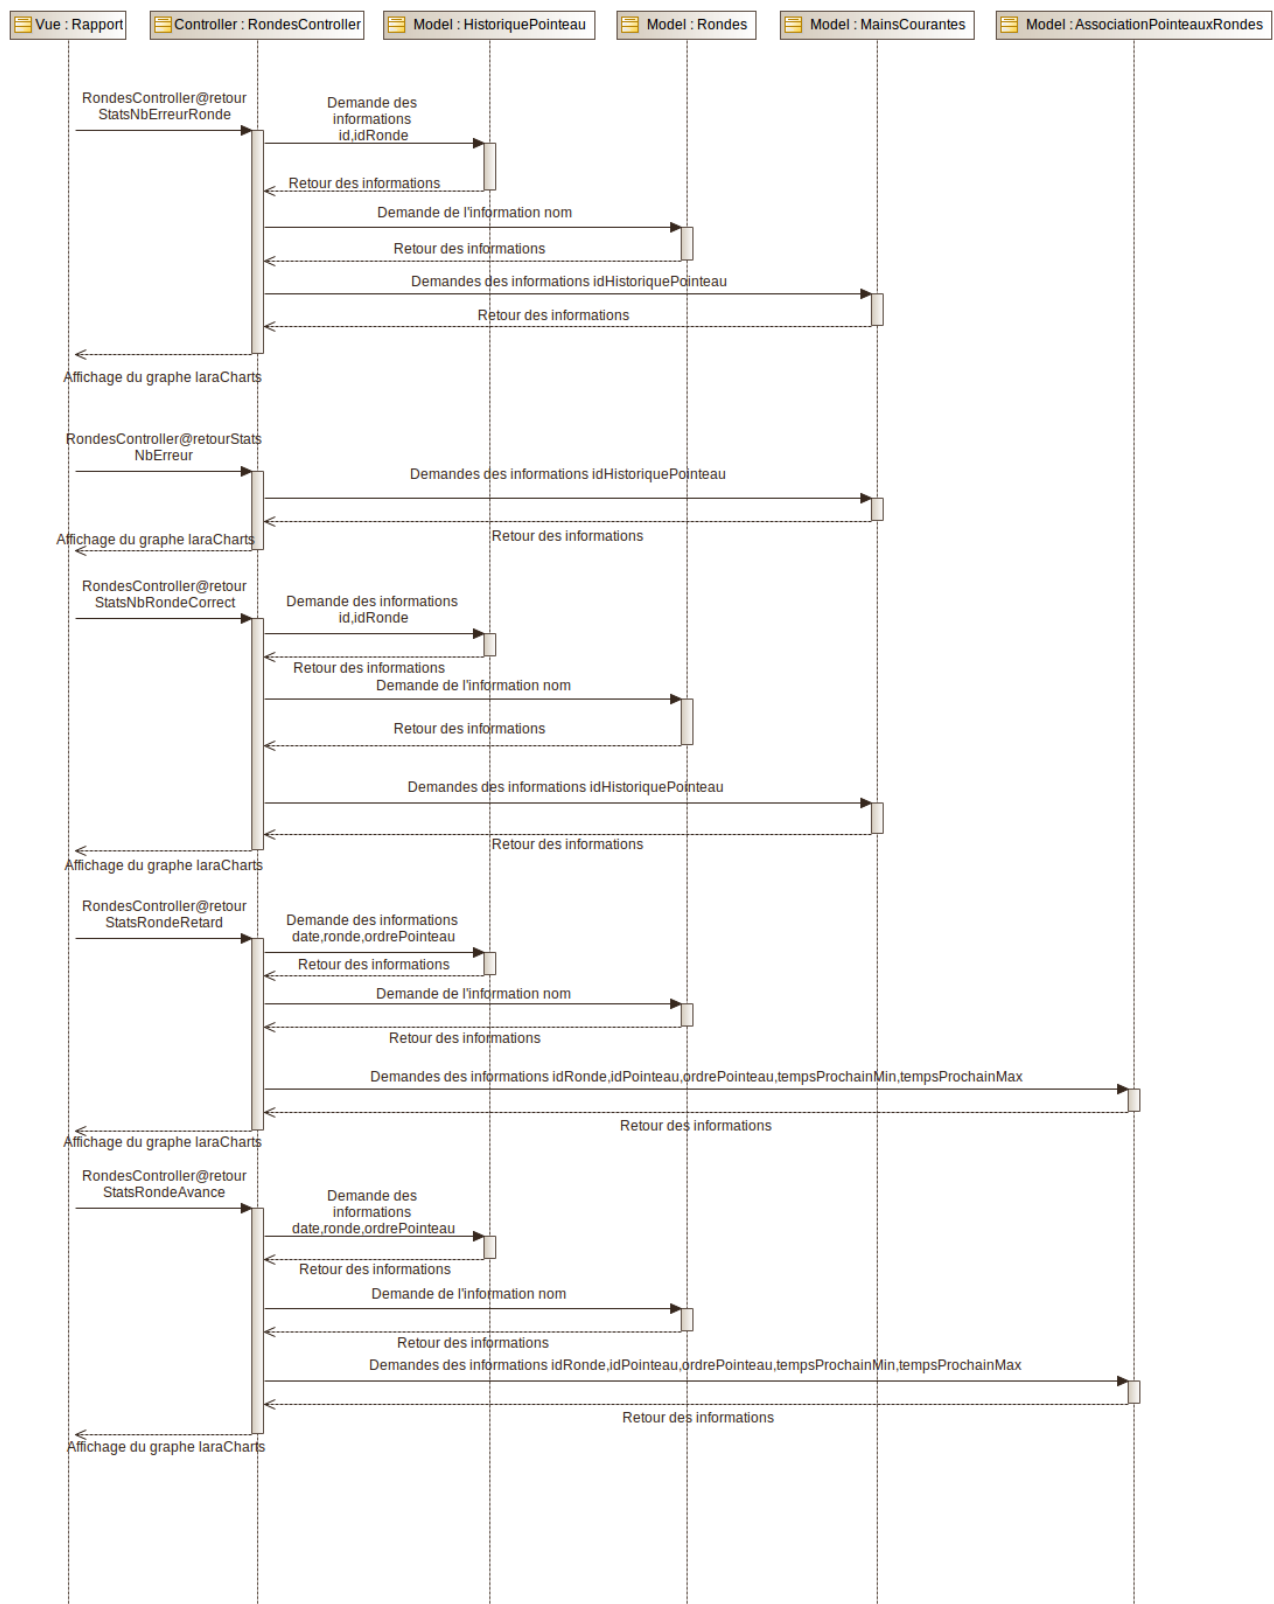 Vue : Rapport
Controller : RondesController
Model : HistoriquePointeau
Model : Rondes
Model : MainsCourantes
Model : AssociationPointeauxRondes
RondesController@retour
StatsNbErreurRonde
Demande des
informations
id,idRonde
Retour des informations
Demande de l'information nom
Retour des informations
Demandes des informations idHistoriquePointeau
Retour des informations
Affichage du graphe laraCharts
RondesController@retourStats
NbErreur
Demandes des informations idHistoriquePointeau
Retour des informations
Affichage du graphe laraCharts
RondesController@retour
StatsNbRondeCorrect
Demande des informations
id,idRonde
Retour des informations
Demande de l'information nom
Retour des informations
Demandes des informations idHistoriquePointeau
Retour des informations
Affichage du graphe laraCharts
RondesController@retour
StatsRondeRetard
Demande des informations
date,ronde,ordrePointeau
Retour des informations
Demande de l'information nom
Retour des informations
Demandes des informations idRonde,idPointeau,ordrePointeau,tempsProchainMin,tempsProchainMax
Retour des informations
Affichage du graphe laraCharts
RondesController@retour
StatsRondeAvance
Demande des
informations
date,ronde,ordrePointeau
Retour des informations
Demande de l'information nom
Retour des informations
Demandes des informations idRonde,idPointeau,ordrePointeau,tempsProchainMin,tempsProchainMax
Retour des informations
Affichage du graphe laraCharts